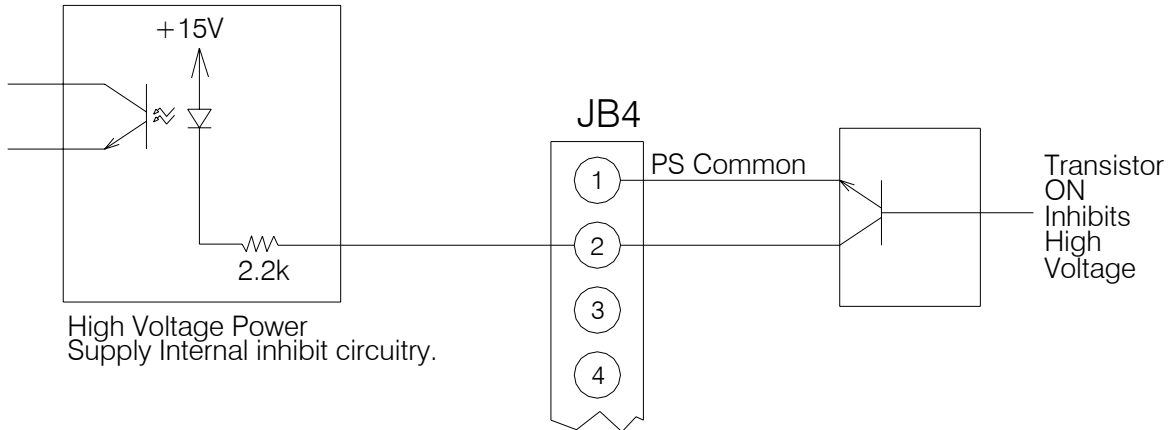 +15V
2.2k
High Voltage Power
Supply Internal inhibit circuitry.
JB4
1
PS Common
2
3
4
Transistor
ON
Inhibits
High
Voltage